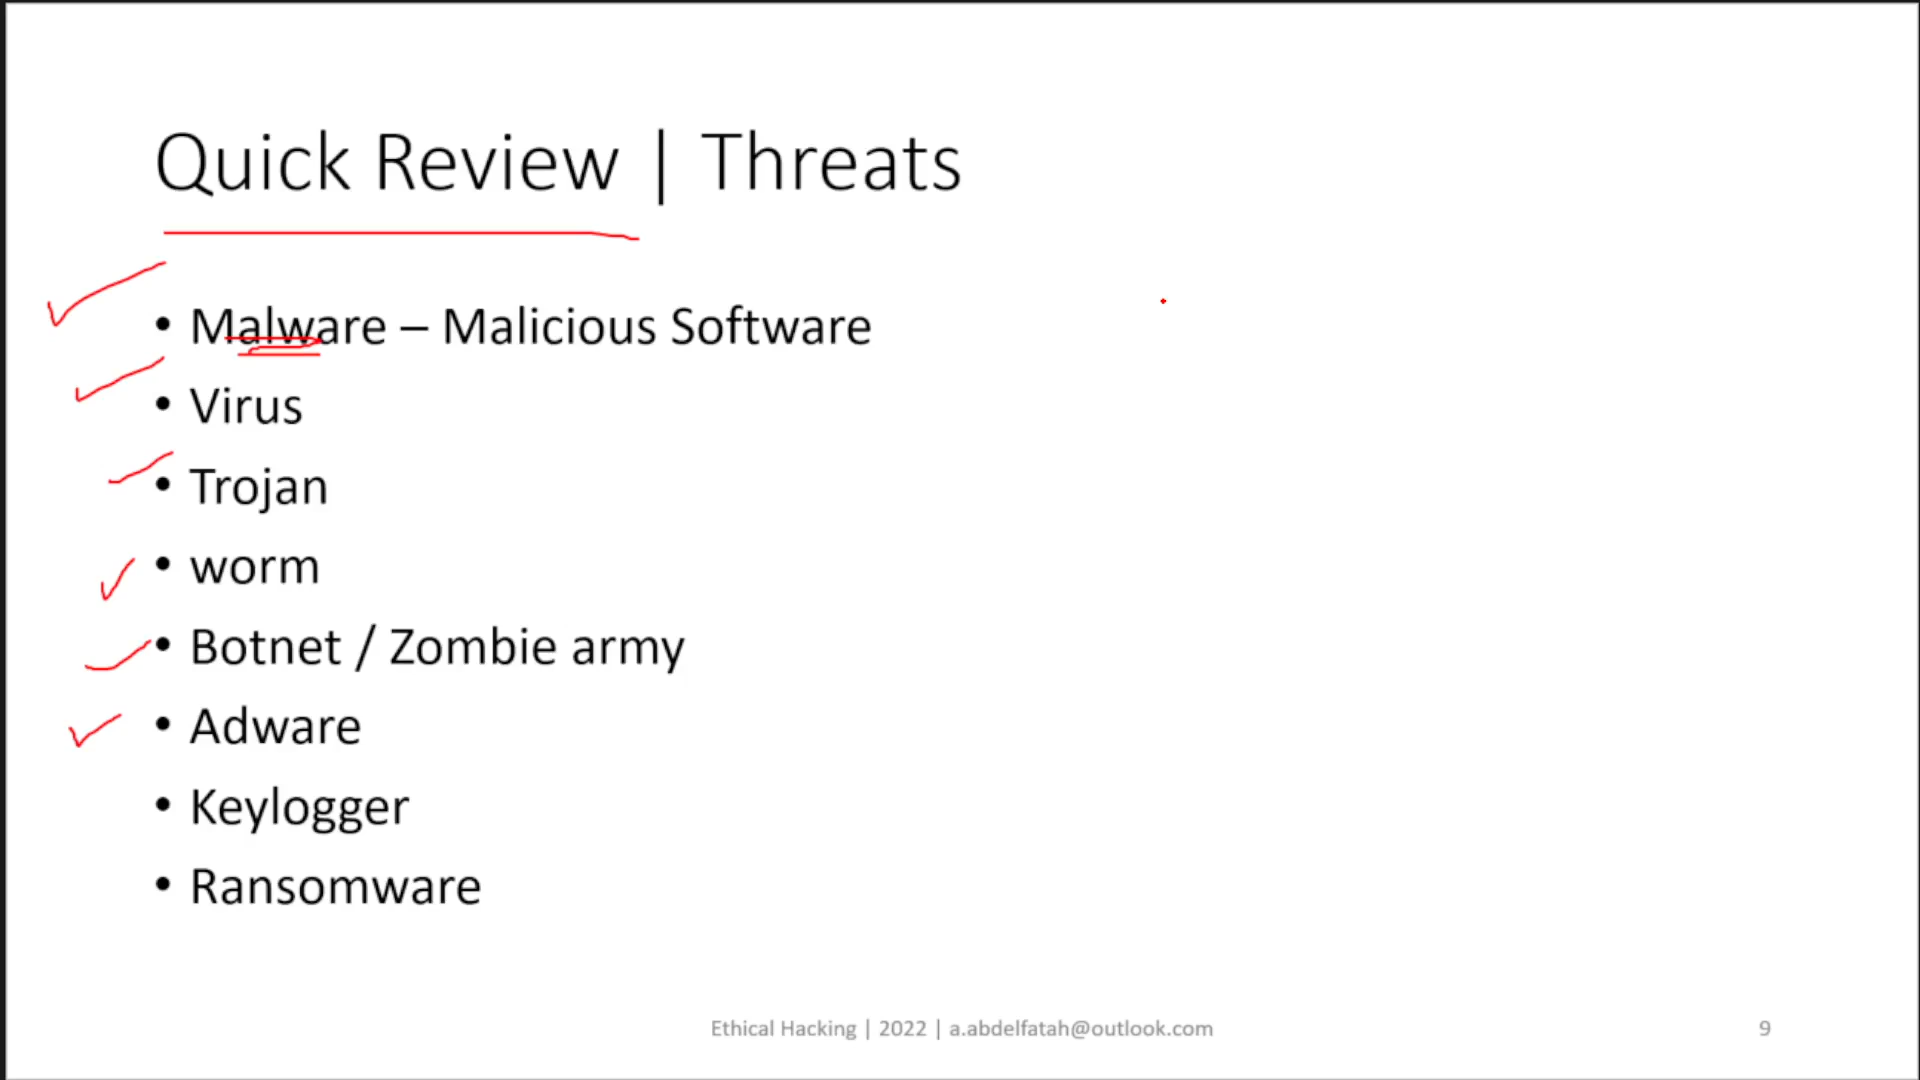 Quick Review | Threats
• Malware – Malicious Software
• Virus
• Trojan
• worm
• Botnet / Zombie army
• Adware
• Keylogger
• Ransomware
Ethical Hacking | 2022 | a.abdelfatah@outlook.com
9